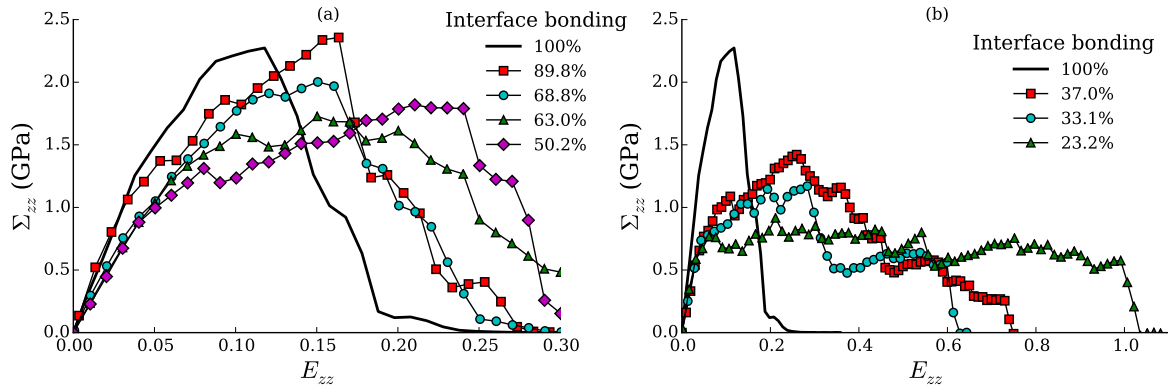 (a)
Interface bonding
100%
89.8%
68.8%
63.0%
50.2%
2.5
2.0
1.5
1.0
0.5
0.0
Σzz (GPa)
0.00 0.05 0.10 0.15 0.20 0.25 0.30
Ezz
(b)
Interface bonding
100%
37.0%
33.1%
23.2%
2.5
2.0
1.5
1.0
0.5
0.0
Σzz (GPa)
0.0 0.2 0.4 0.6 0.8 1.0
Ezz